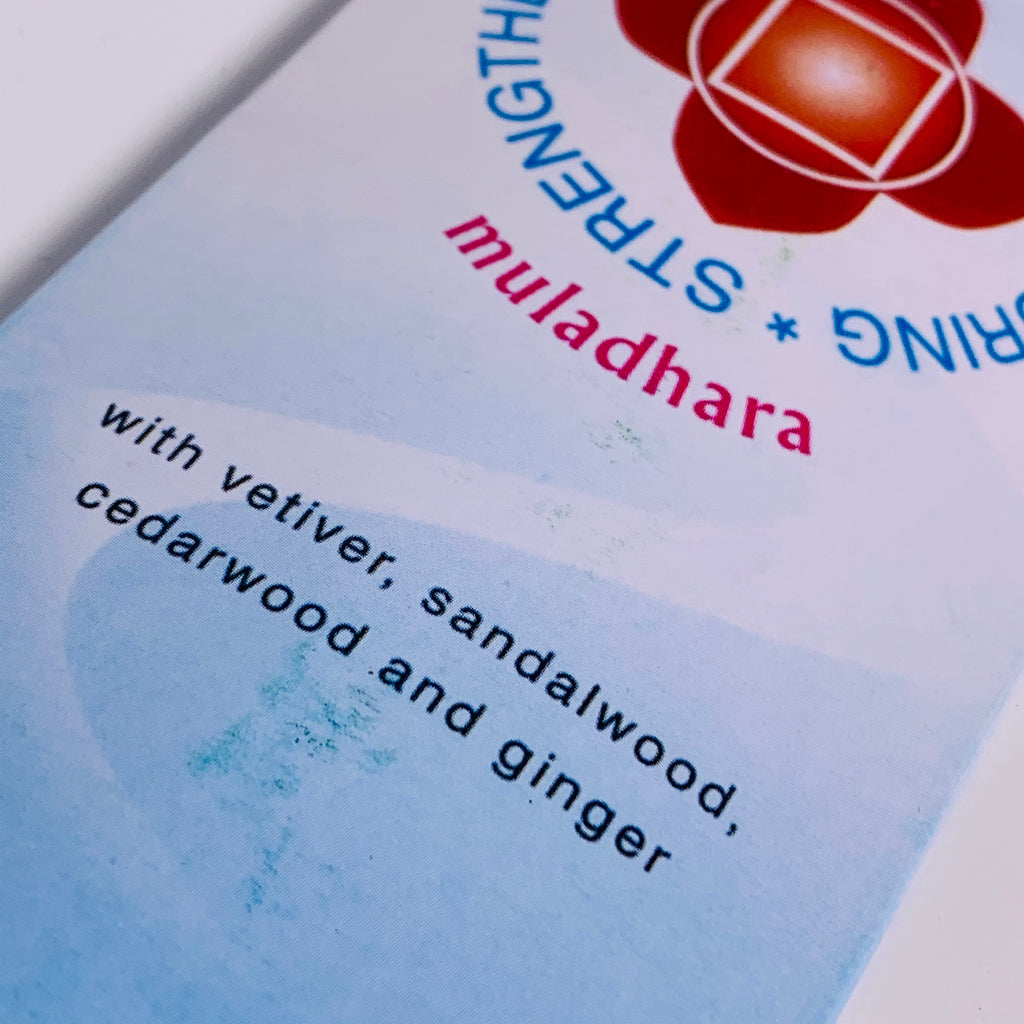 STRENGTHE
* 
RING
muladhara
with vetiver, sandalwood,
cedarwood and ginger